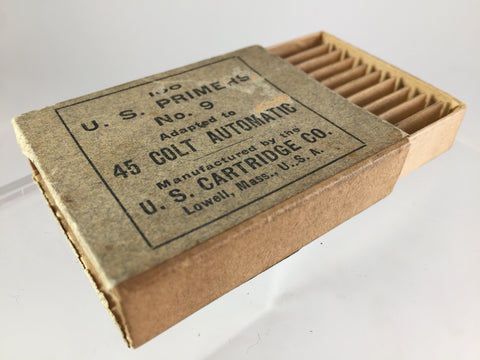 100
U. S. PRIMERS
No. 9
Adapted to
45 COLT AUTOMATIC
Manufactured by the
U. S. CARTRIDGE CO.
Lowell, Mass., U. S. A.